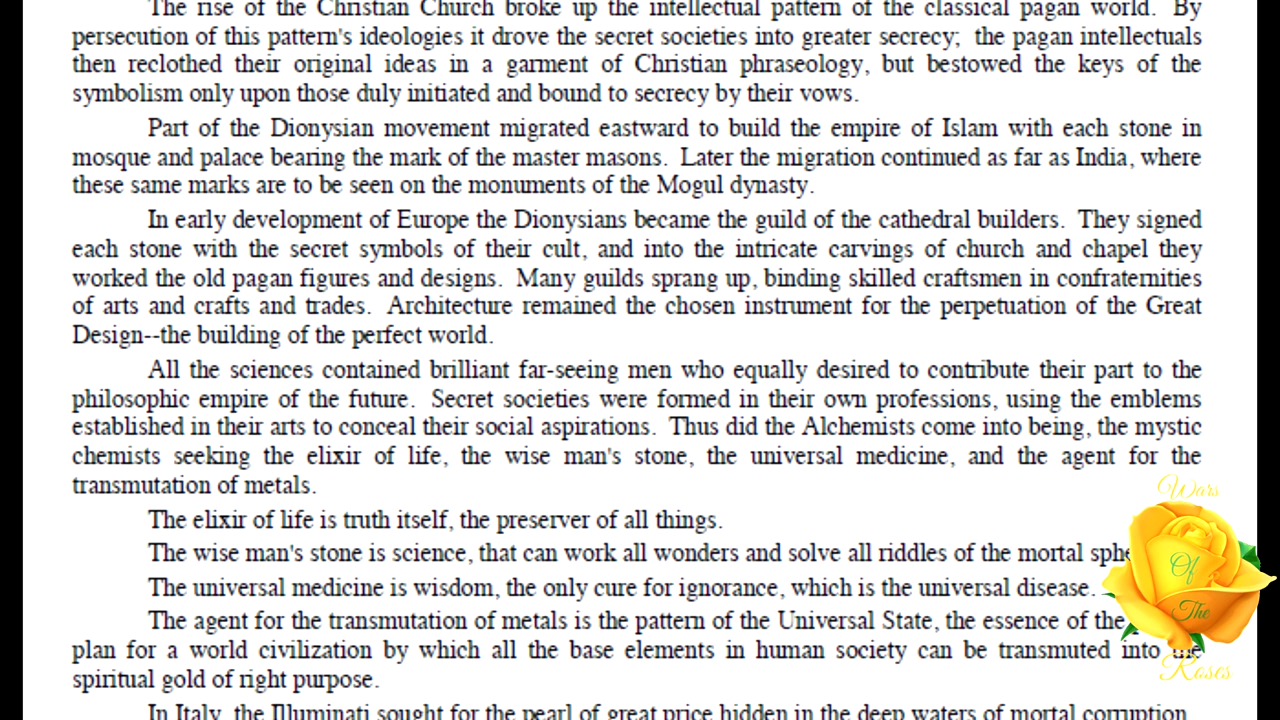 The rise of the Christian Church broke up the intellectual pattern of the classical pagan world. By
persecution of this pattern's ideologies it drove the secret societies into greater secrecy; the pagan intellectuals
then reclothed their original ideas in a garment of Christian phraseology, but bestowed the keys of the
symbolism only upon those duly initiated and bound to secrecy by their vows.
Part of the Dionysian movement migrated eastward to build the empire of Islam with each stone in
mosque and palace bearing the mark of the master masons. Later the migration continued as far as India, where
these same marks are to be seen on the monuments of the Mogul dynasty.
In early development of Europe the Dionysians became the guild of the cathedral builders. They signed
each stone with the secret symbols of their cult, and into the intricate carvings of church and chapel they
worked the old pagan figures and designs. Many guilds sprang up, binding skilled craftsmen in confraternities
of arts and crafts and trades. Architecture remained the chosen instrument for the perpetuation of the Great
Design--the building of the perfect world.
All the sciences contained brilliant far-seeing men who equally desired to contribute their part to the
philosophic empire of the future. Secret societies were formed in their own professions, using the emblems
established in their arts to conceal their social aspirations. Thus did the Alchemists come into being, the mystic
chemists seeking the elixir of life, the wise man's stone, the universal medicine, and the agent for the
transmutation of metals.
The elixir of life is truth itself, the preserver of all things.
The wise man's stone is science, that can work all wonders and solve all riddles of the mortal
The universal medicine is wisdom, the only cure for ignorance, which is the universal disease.
The agent for the transmutation of metals is the pattern of the Universal State, the essence of the
plan for a world civilization by which all the base elements in human society can be transmuted into the
spiritual gold of right purpose.
In Italy, the Illuminati sought for the pearl of great price hidden in the deep waters of mortal corruption
Wars
Of
The
Roses